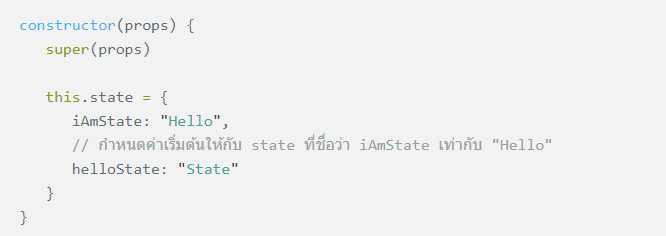 constructor(props) {
super(props)
this.state = {
iAmState: "Hello",
// กำหนดค่าเริ่มต้นให้กับ state ที่ชื่อว่า iAmState เท่ากับ "Hello"
helloState: "State"
}
}